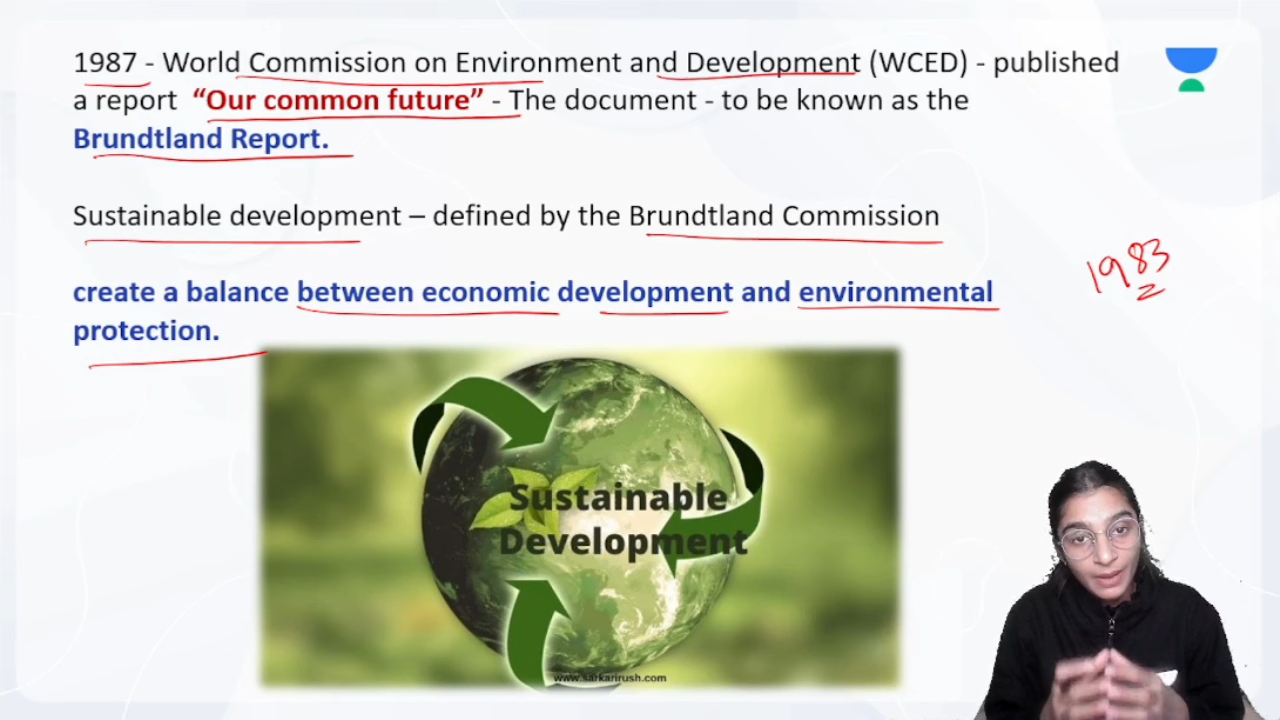 1987 - World Commission on Environment and Development (WCED) - published
a report “Our common future” - The document - to be known as the
Brundtland Report.
Sustainable development – defined by the Brundtland Commission
1983
create a balance between economic development and environmental
protection.
Sustainable
Development
www.sarkarirush.com